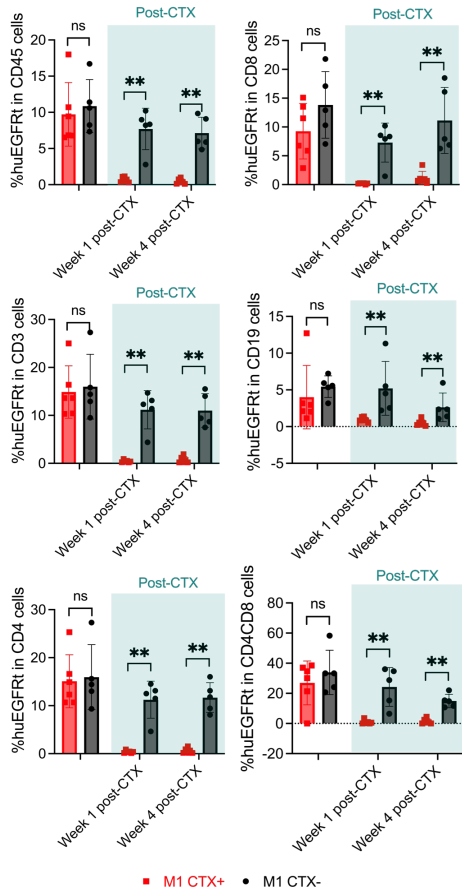 Post-CTX
%huEGFRt in CD45 cells
25
20
15
10
5
0
ns
**
**
Week 1 post-CTX
Week 4 post-CTX
Post-CTX
%huEGFRt in CD8 cells
30
25
20
15
10
5
0
ns
**
**
Week 1 post-CTX
Week 4 post-CTX
Post-CTX
%huEGFRt in CD3 cells
30
20
10
0
ns
**
**
Week 1 post-CTX
Week 4 post-CTX
Post-CTX
%huEGFRt in CD19 cells
15
10
5
0
-5
ns
**
**
Week 1 post-CTX
Week 4 post-CTX
Post-CTX
%huEGFRt in CD4 cells
30
20
10
0
ns
**
**
Week 1 post-CTX
Week 4 post-CTX
Post-CTX
%huEGFRt in CD4CD8 cells
80
60
40
20
0
-20
ns
**
**
Week 1 post-CTX
Week 4 post-CTX
M1 CTX+
M1 CTX-